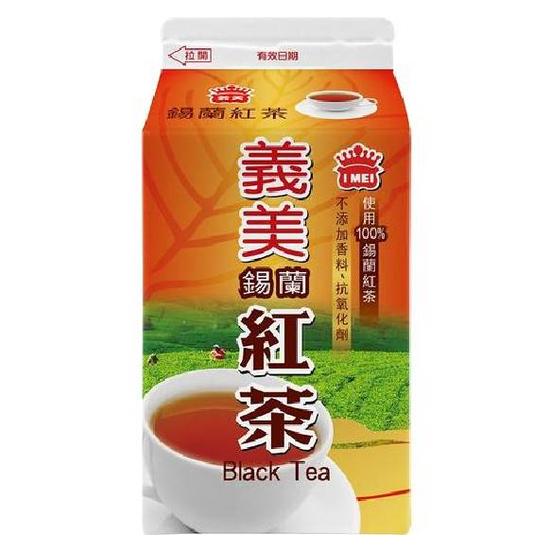 拉開
有效日期
義美
錫蘭紅茶
I MEI
義美
錫蘭
紅茶
Black Tea
使用100%錫蘭紅茶
不添加香料、抗氧化劑